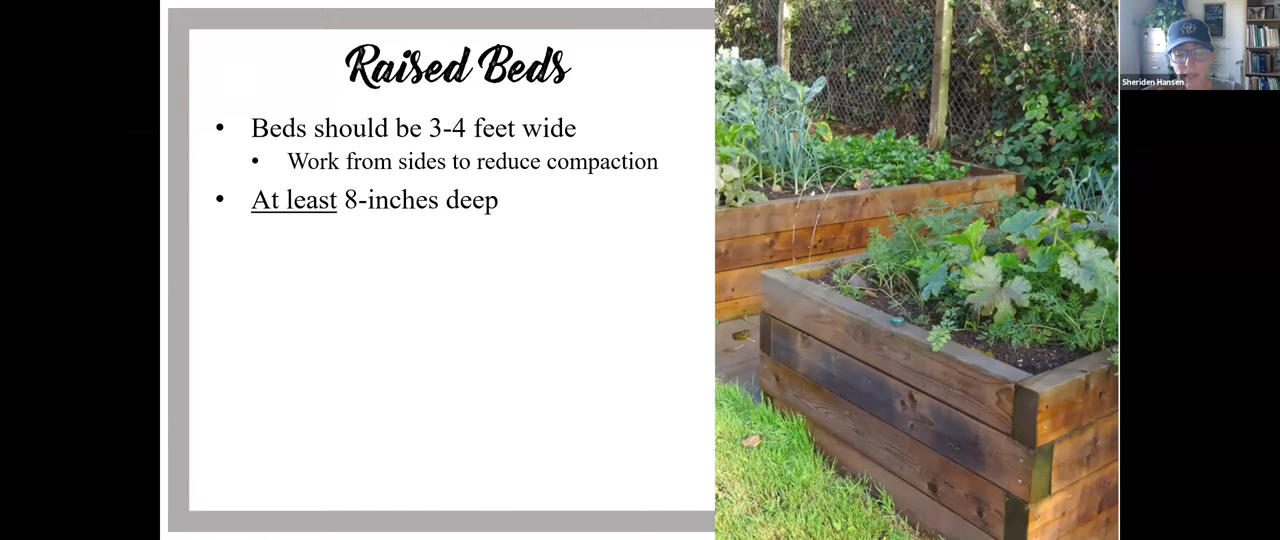 Raised Beds
• Beds should be 3-4 feet wide
• Work from sides to reduce compaction
• At least 8-inches deep
Sheriden Hansen